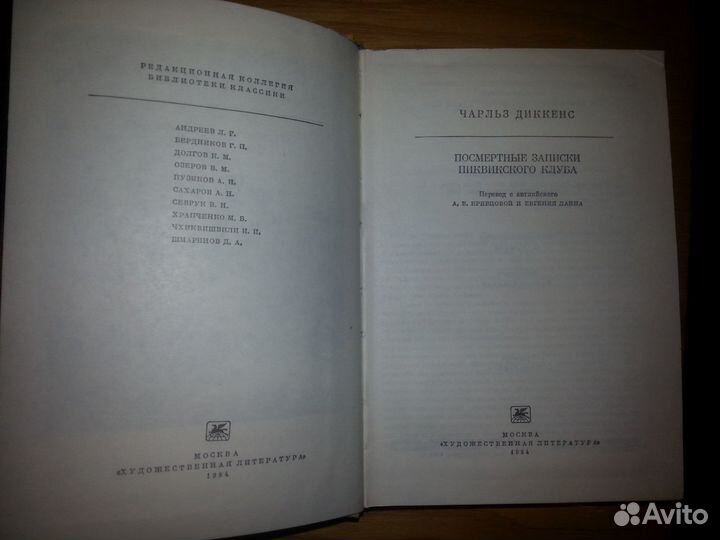 РЕДАКЦИОННАЯ КОЛЛЕГИЯ
БИБЛИОТЕКИ КЛАССИКИ
АНДРЕЕВ Л. Г.
БЕРДНИКОВ Г. П.
ДОЛГОВ К. М.
ОЗЕРОВ В. М.
ПУЗИКОВ А. И.
САХАРОВ А. Н.
СЕВРУК В. Н.
ХРАПЧЕНКО М. Б.
ЧХИКВИШВИЛИ И. И.
ШМАРИНОВ Д. А.
МОСКВА
«ХУДОЖЕСТВЕННАЯ ЛИТЕРАТУРА»
1984
ЧАРЛЬЗ ДИККЕНС
ПОСМЕРТНЫЕ ЗАПИСКИ
ПИКВИКСКОГО КЛУБА
Перевод с английского
А. В. КРИВЦОВОЙ И ЕВГЕНИЯ ЛАННА
МОСКВА
«ХУДОЖЕСТВЕННАЯ ЛИТЕРАТУРА»
1984
Avito